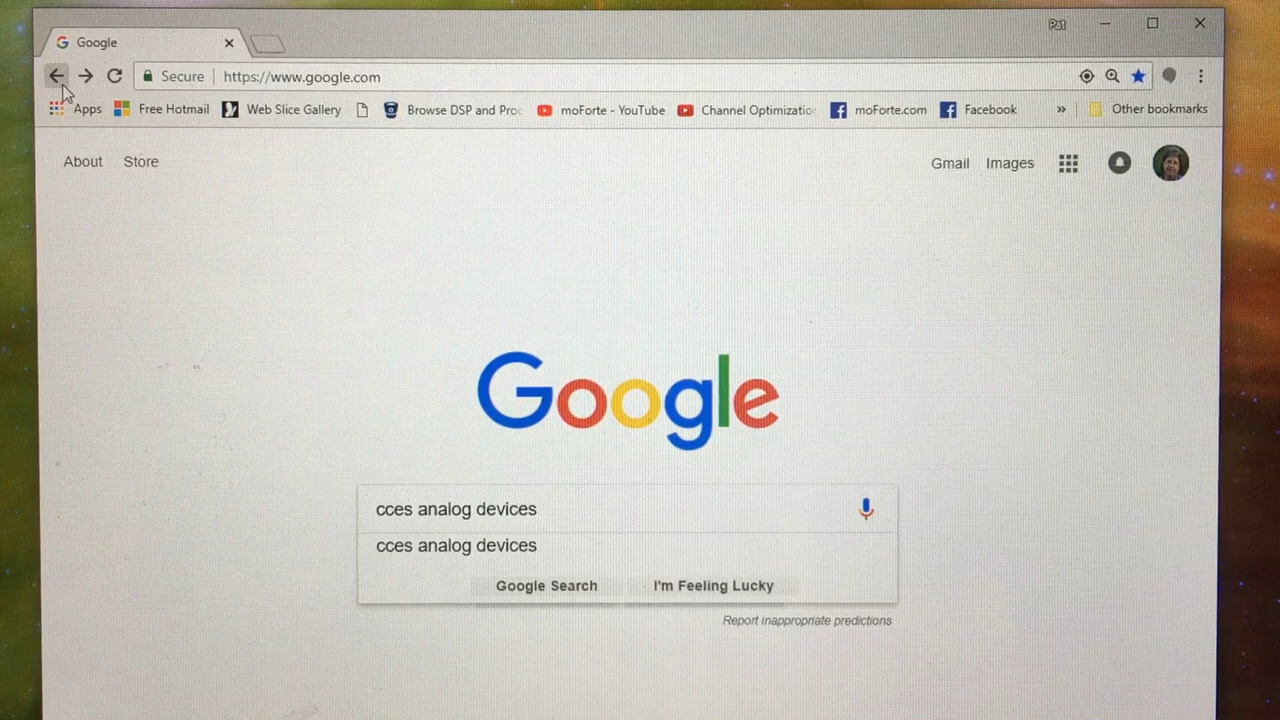 Google
Pat
Secure https://www.google.com
Apps Free Hotmail Web Slice Gallery Browse DSP and Proc moForte - YouTube Channel Optimizatio moForte.com Facebook » Other bookmarks
About Store Gmail Images
Google
cces analog devices
cces analog devices
Google Search I'm Feeling Lucky
Report inappropriate predictions